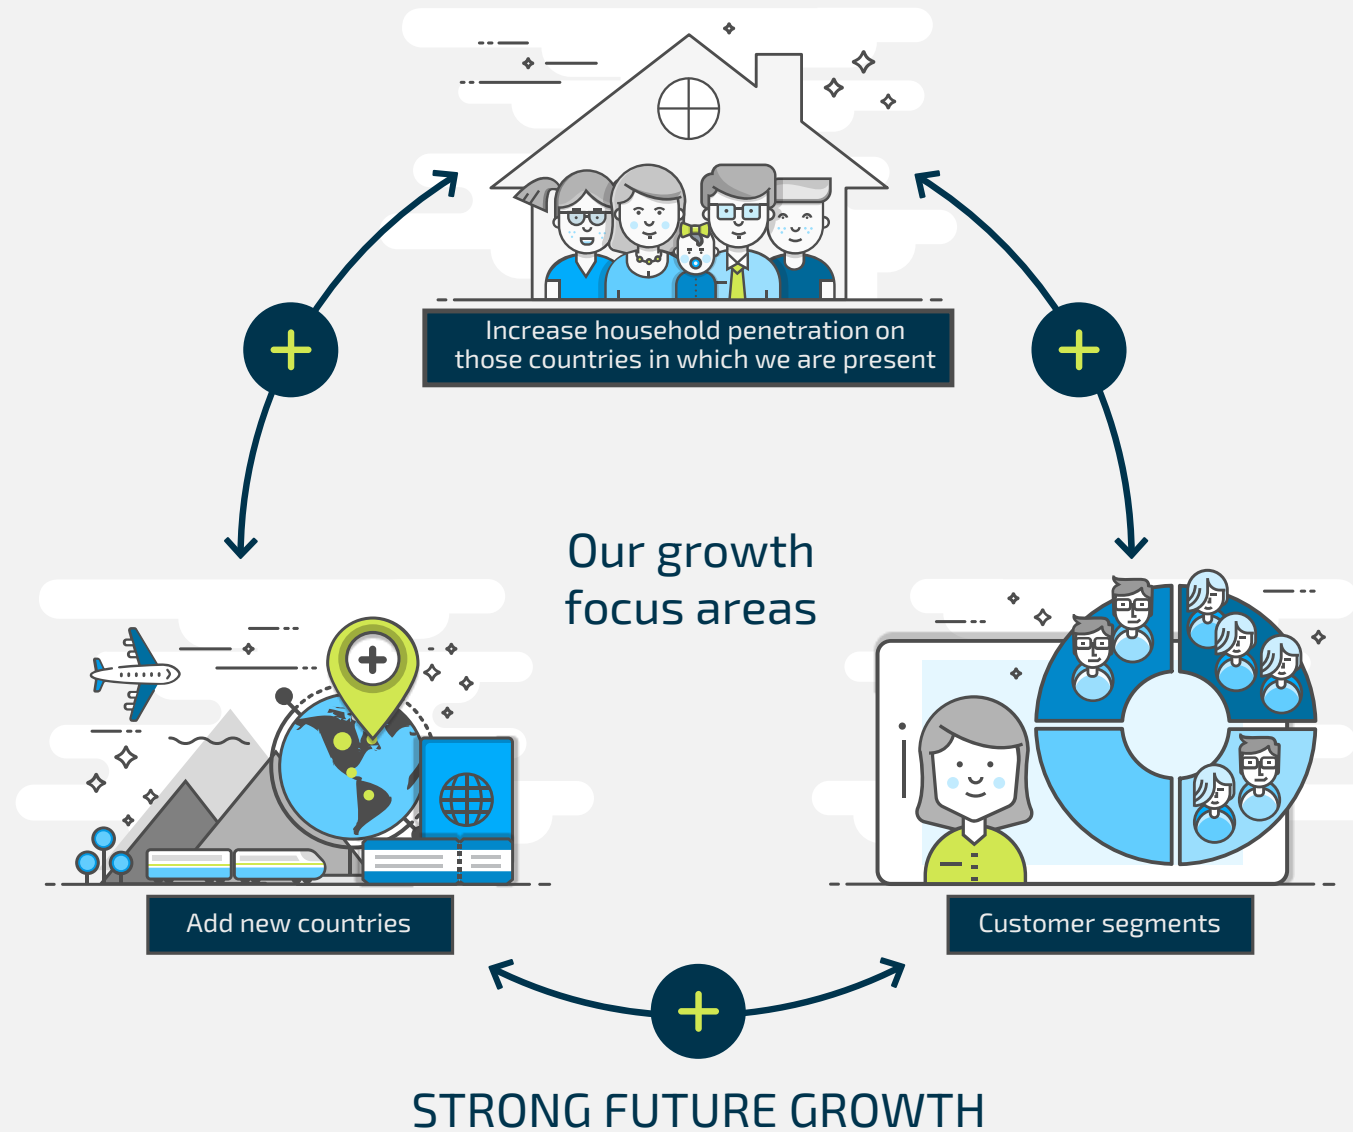 Increase household penetration on
those countries in which we are present
Our growth
focus areas
Add new countries
Customer segments
STRONG FUTURE GROWTH